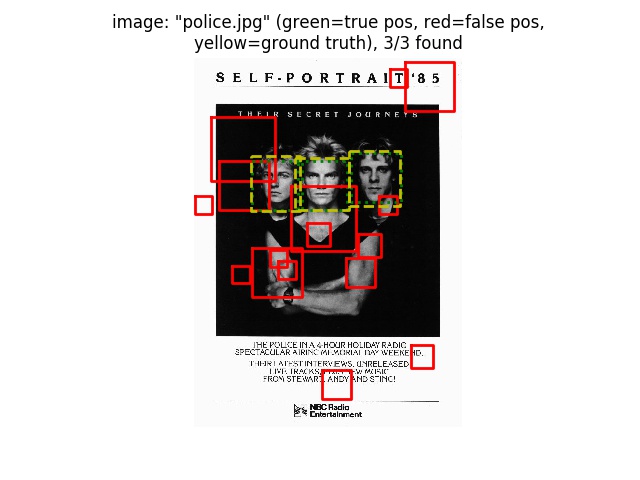 image: "police.jpg" (green=true pos, red=false pos,
yellow=ground truth), 3/3 found
SELF-PORTRAIT '85
THEIR SECRET JOURNEYS
THE POLICE IN A 4-HOUR HOLIDAY RADIO
SPECTACULAR AIRING MEMORIAL DAY WEEKEND.
THEIR LATEST INTERVIEWS, UNRELEASED
LIVE TRACKS, NEW MUSIC
FROM STEWART, ANDY AND STING!
NBC Radio
Entertainment